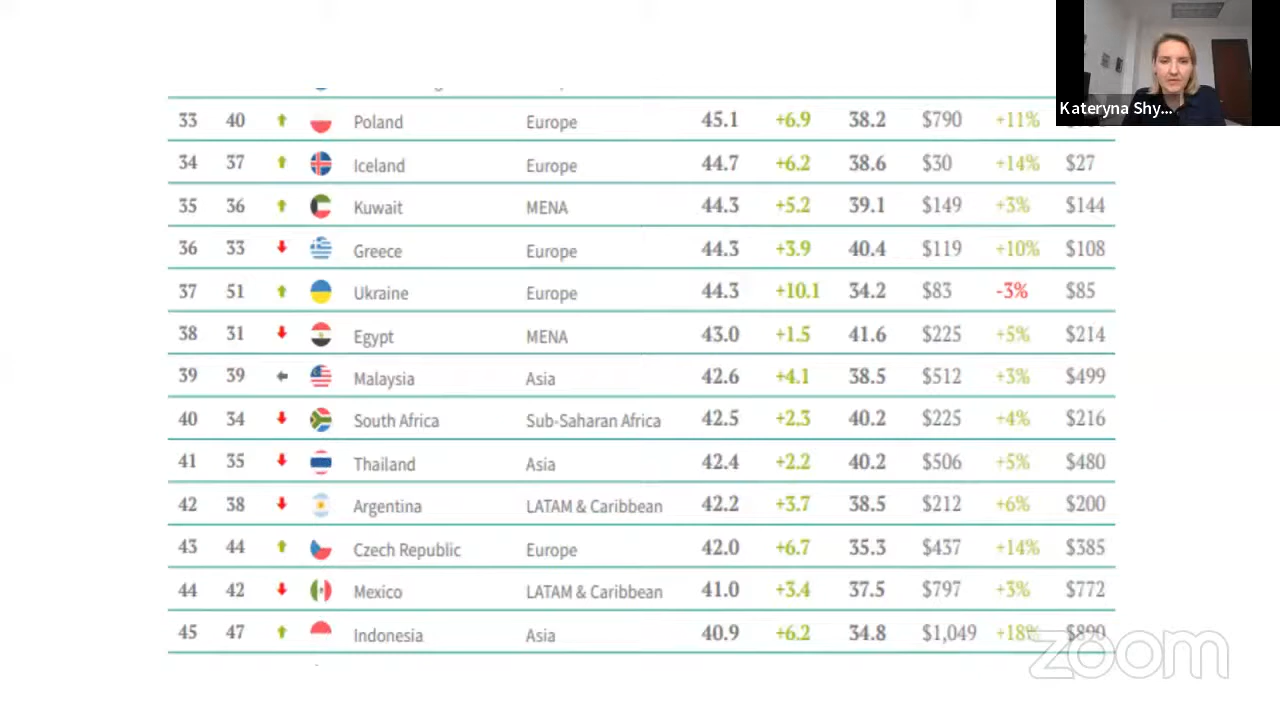 Kateryna Shy...
33 40 Poland Europe 45.1 +6.9 38.2 $790 +11%
34 37 Iceland Europe 44.7 +6.2 38.6 $30 +14% $27
35 36 Kuwait MENA 44.3 +5.2 39.1 $149 +3% $144
36 33 Greece Europe 44.3 +3.9 40.4 $119 +10% $108
37 51 Ukraine Europe 44.3 +10.1 34.2 $83 -3% $85
38 31 Egypt MENA 43.0 +1.5 41.6 $225 +5% $214
39 39 Malaysia Asia 42.6 +4.1 38.5 $512 +3% $499
40 34 South Africa Sub-Saharan Africa 42.5 +2.3 40.2 $225 +4% $216
41 35 Thailand Asia 42.4 +2.2 40.2 $506 +5% $480
42 38 Argentina LATAM & Caribbean 42.2 +3.7 38.5 $212 +6% $200
43 44 Czech Republic Europe 42.0 +6.7 35.3 $437 +14% $385
44 42 Mexico LATAM & Caribbean 41.0 +3.4 37.5 $797 +3% $772
45 47 Indonesia Asia 40.9 +6.2 34.8 $1,049 +18% $890
zoom